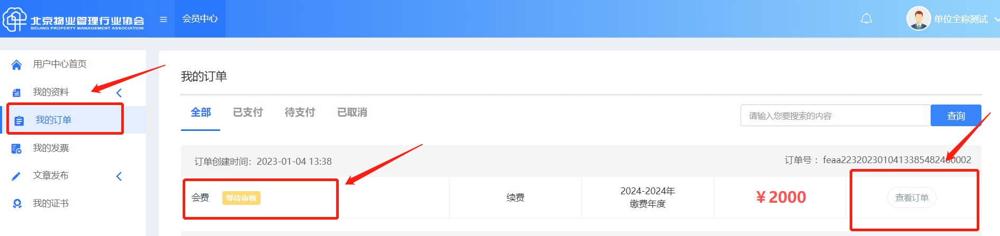 北京物业管理行业协会
BEIJING PROPERTY MANAGEMENT ASSOCIATION
会员中心
单位全称测试
用户中心首页
我的资料
我的订单
我的发票
文章发布
我的证书
我的订单
全部 已支付 待支付 已取消
请输入您要搜索的内容 查询
订单创建时间：2023-01-04 13:38
订单号： feaa2232023010413385482460002
会费 等待审核
续费
2024-2024年
缴费年度
¥2000
查看订单